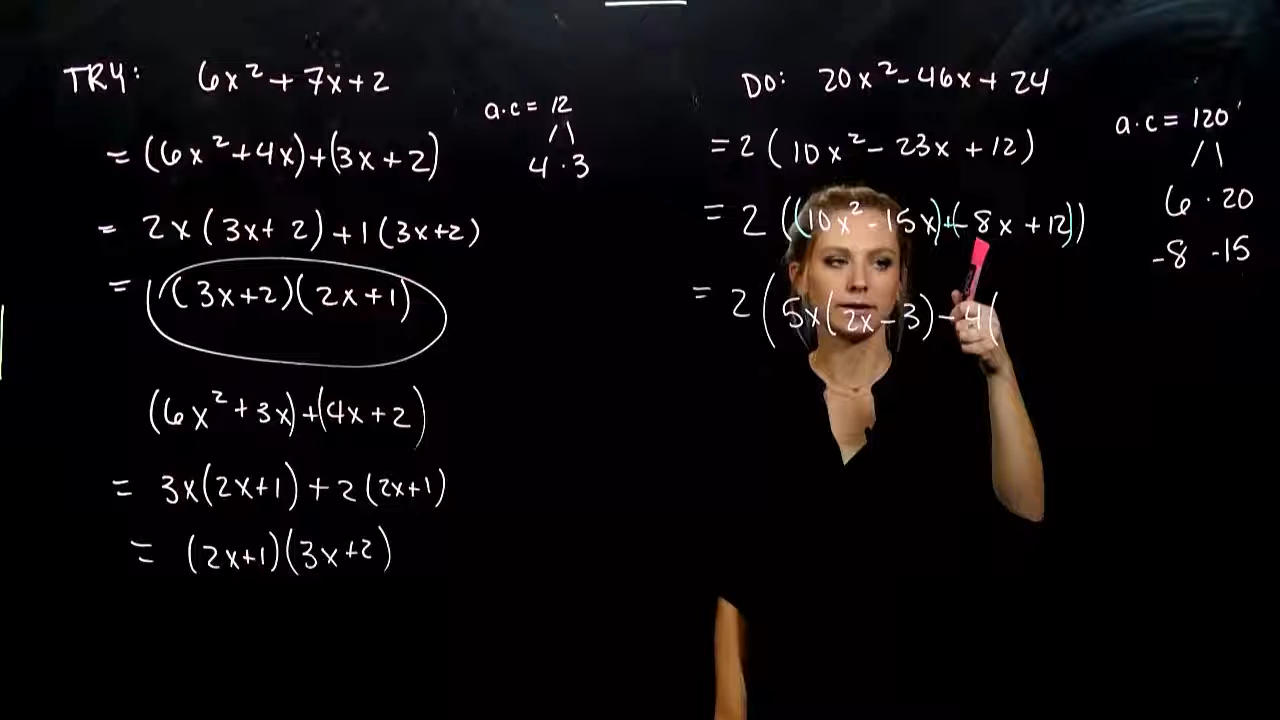 TRY: 6x² + 7x + 2
a·c = 12
4 · 3
= (6x² + 4x) + (3x + 2)
= 2x (3x + 2) + 1 (3x + 2)
= (3x + 2)(2x + 1)
(6x² + 3x) + (4x + 2)
= 3x (2x + 1) + 2 (2x + 1)
= (2x + 1)(3x + 2)
DO: 20x² - 46x + 24
a·c = 120
6 · 20
-8 -15
= 2 (10x² - 23x + 12)
= 2 ((10x² - 15x) + (-8x + 12))
= 2 (5x (2x - 3) - 4 (